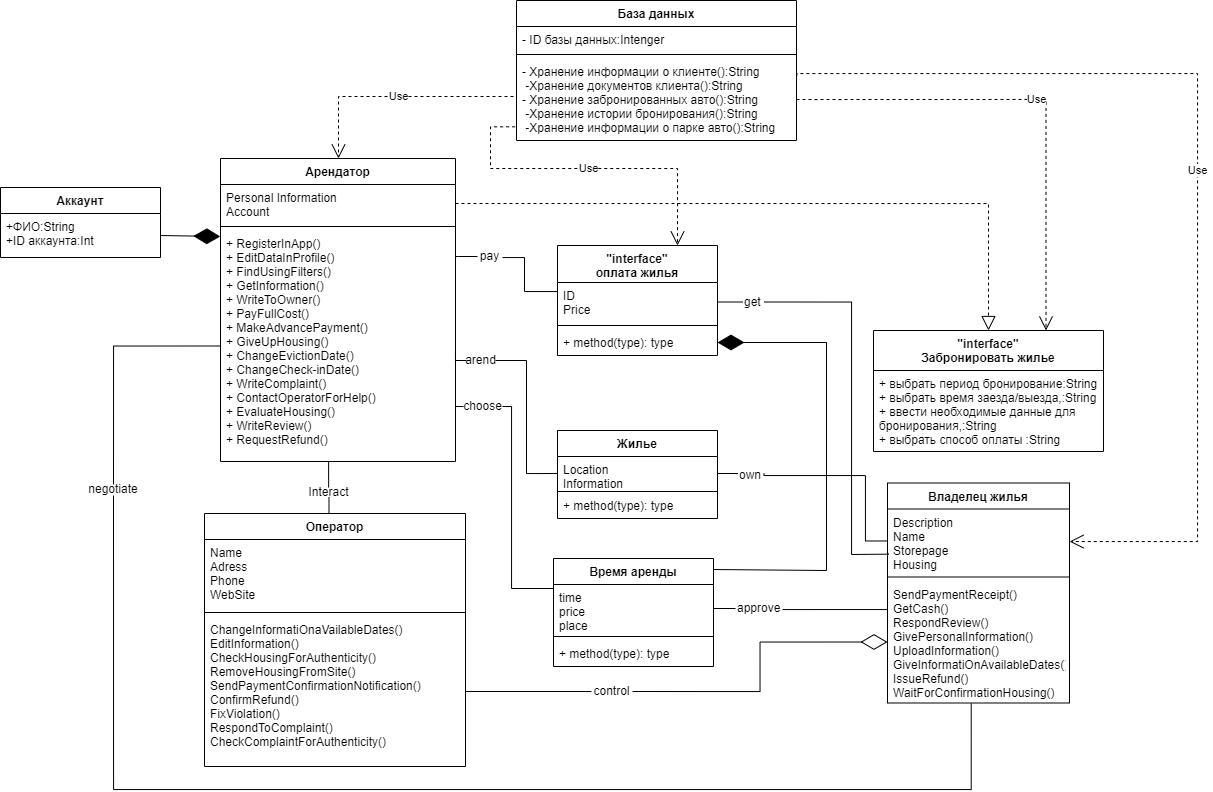 База данных
- ID базы данных:Intenger
- Хранение информации о клиенте():String
-Хранение документов клиента():String
- Хранение забронированных авто():String
-Хранение истории бронирования():String
-Хранение информации о парке авто():String
Use
Use
Use
Use
Аккаунт
+ФИО:String
+ID аккаунта:Int
Арендатор
Personal Information
Account
+ RegisterInApp()
+ EditDataInProfile()
+ FindUsingFilters()
+ GetInformation()
+ WriteToOwner()
+ PayFullCost()
+ MakeAdvancePayment()
+ GiveUpHousing()
+ ChangeEvictionDate()
+ ChangeCheck-inDate()
+ WriteComplaint()
+ ContactOperatorForHelp()
+ EvaluateHousing()
+ WriteReview()
+ RequestRefund()
pay
arend
choose
negotiate
Interact
"interface"
оплата жилья
ID
Price
+ method(type): type
get
"interface"
Забронировать жилье
+ выбрать период бронирование:String
+ выбрать время заезда/выезда,:String
+ ввести необходимые данные для
бронирования,:String
+ выбрать способ оплаты :String
Жилье
Location
Information
+ method(type): type
own
Время аренды
time
price
place
+ method(type): type
approve
control
Владелец жилья
Description
Name
Storepage
Housing
SendPaymentReceipt()
GetCash()
RespondReview()
GivePersonalInformation()
UploadInformation()
GiveInformatiOnAvailableDates(
IssueRefund()
WaitForConfirmationHousing()
Оператор
Name
Adress
Phone
WebSite
ChangeInformatiOnaVailableDates()
EditInformation()
CheckHousingForAuthenticity()
RemoveHousingFromSite()
SendPaymentConfirmationNotification()
ConfirmRefund()
FixViolation()
RespondToComplaint()
CheckComplaintForAuthenticity()